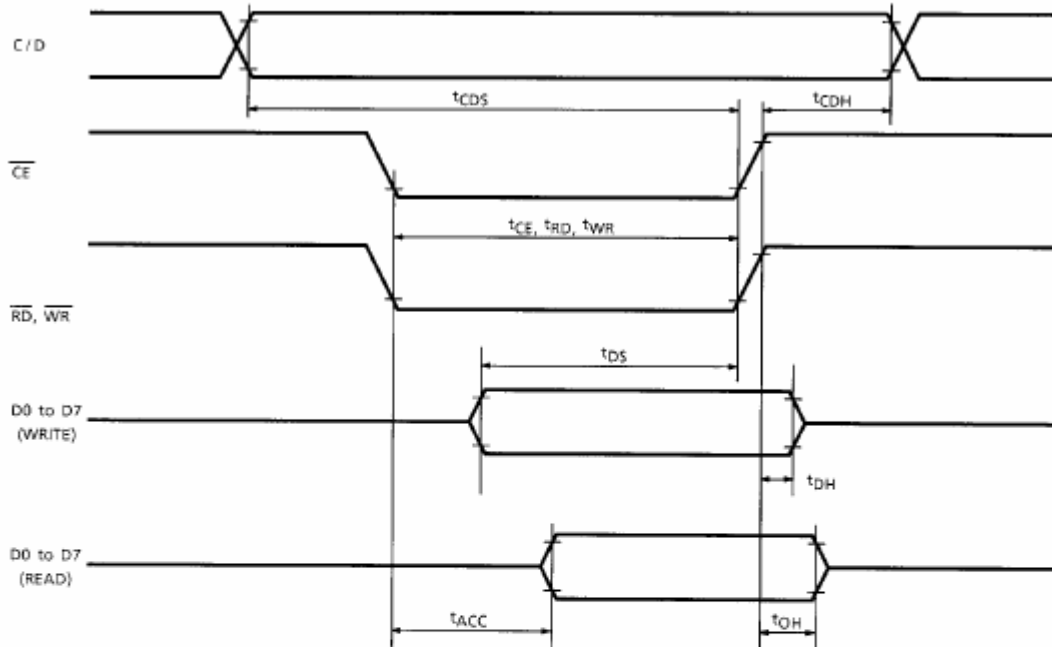 C / D
tCDS
tCDH
CE
tCE, tRD, tWR
RD, WR
tDS
D0 to D7
(WRITE)
tDH
D0 to D7
(READ)
tACC
tOH